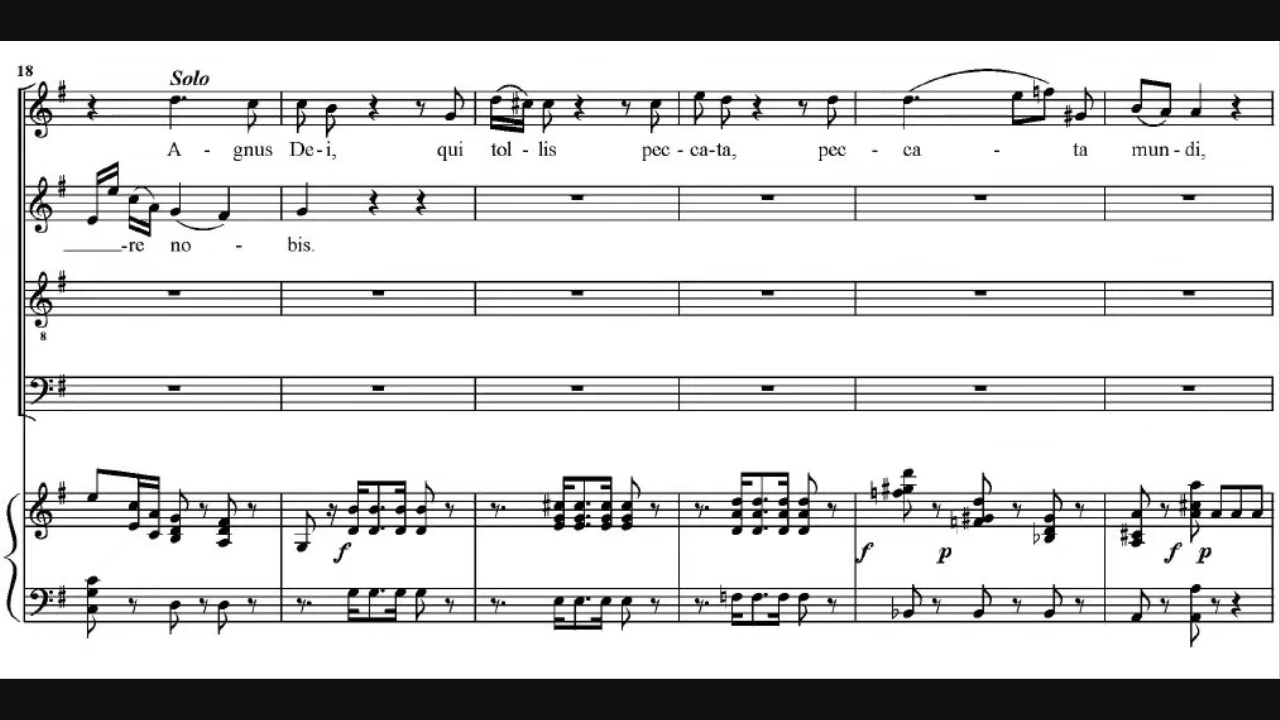 18
Solo
A - gnus De - i, qui tol - lis pec - ca - ta, pec - ca - ta mun - di,
-re no - bis.
8
f f p f p